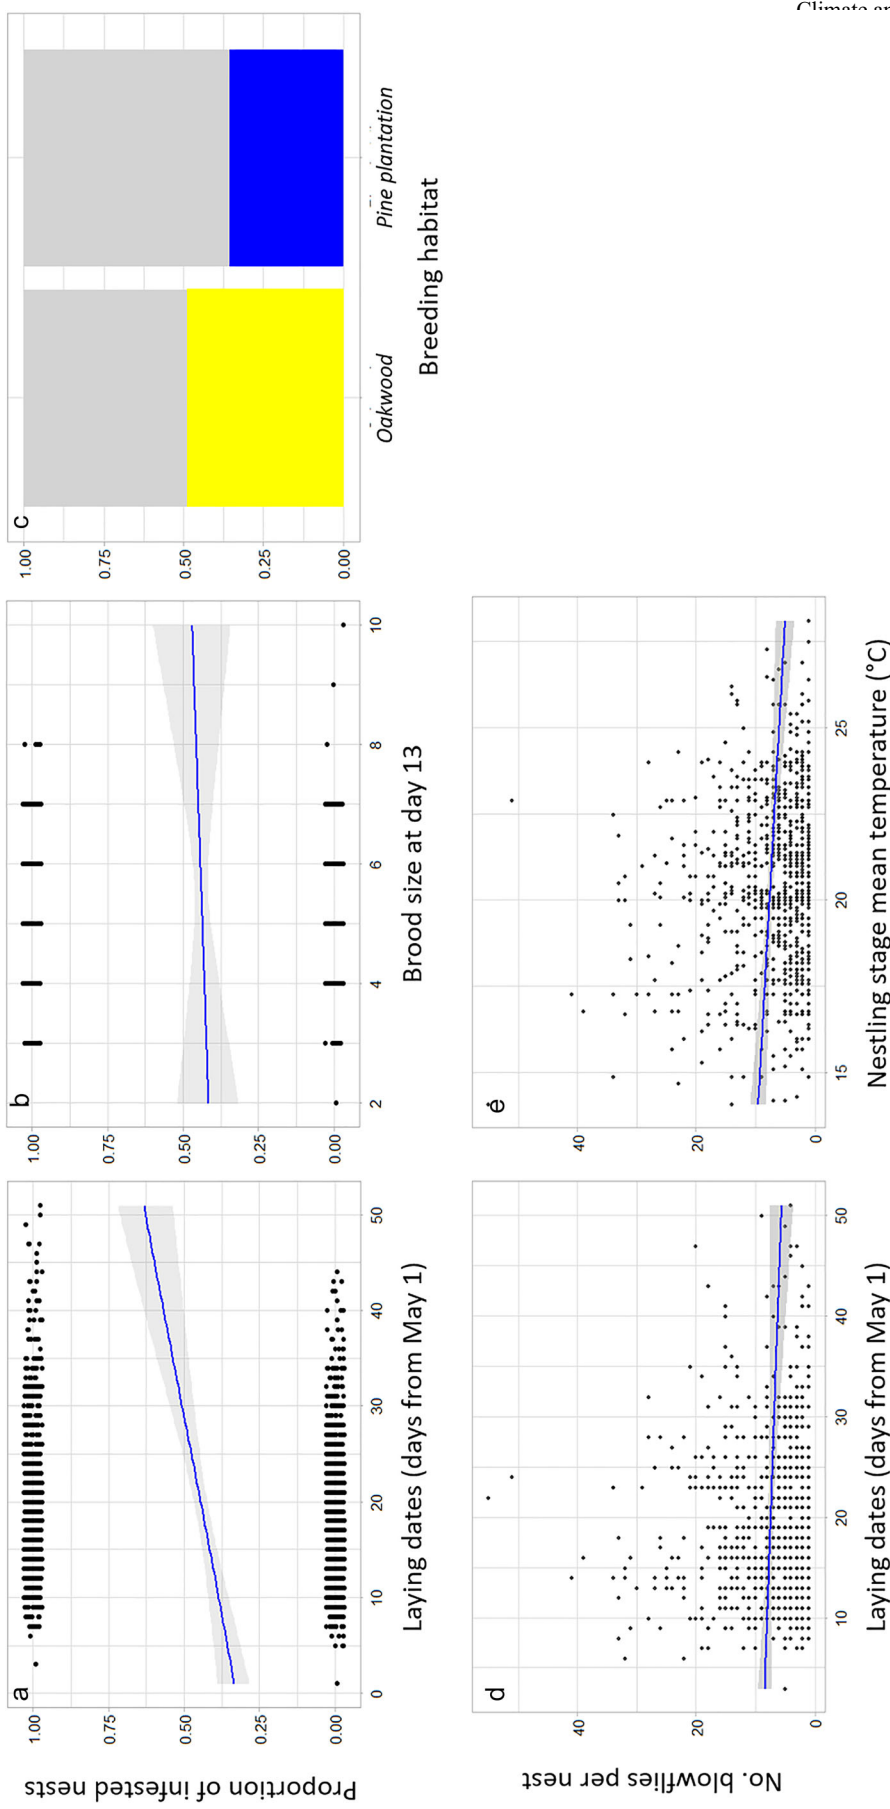 Climate an
a
Proportion of infested nests
1.00
0.75
0.50
0.25
0.00
0
10
20
30
40
50
Laying dates (days from May 1)
b
1.00
0.75
0.50
0.25
0.00
2
4
6
8
10
Brood size at day 13
c
1.00
0.75
0.50
0.25
0.00
Oakwood
Pine plantation
Breeding habitat
d
No. blowflies per nest
40
20
0
10
20
30
40
50
Laying dates (days from May 1)
e
40
20
0
15
20
25
Nestling stage mean temperature (°C)